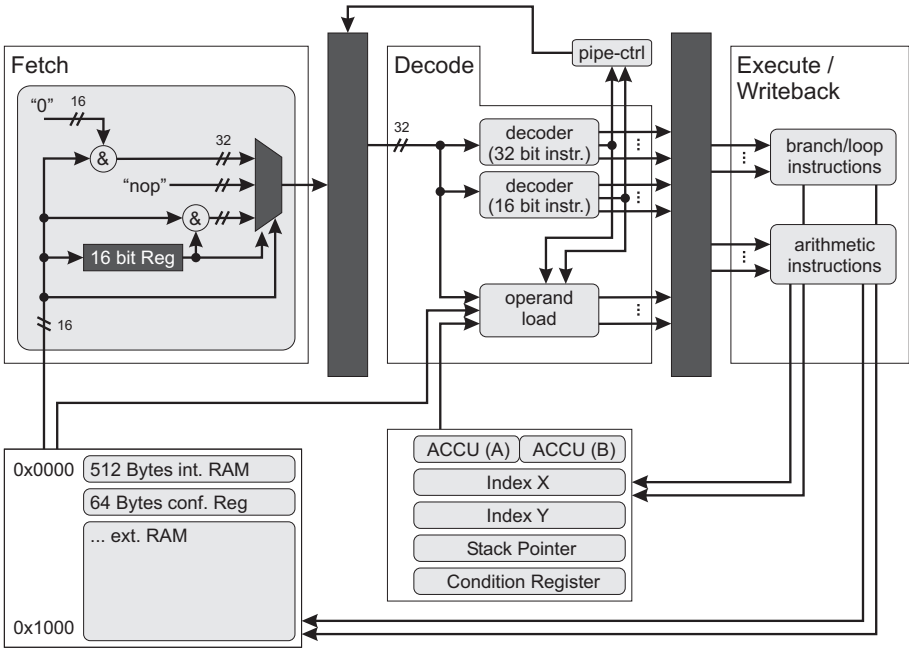 Fetch
"0"
16
&
32
"nop"
&
16 bit Reg
16
Decode
pipe-ctrl
32
decoder
(32 bit instr.)
...
decoder
(16 bit instr.)
...
operand
load
...
Execute /
Writeback
...
branch/loop
instructions
...
arithmetic
instructions
0x0000
512 Bytes int. RAM
64 Bytes conf. Reg
... ext. RAM
0x1000
ACCU (A)
ACCU (B)
Index X
Index Y
Stack Pointer
Condition Register